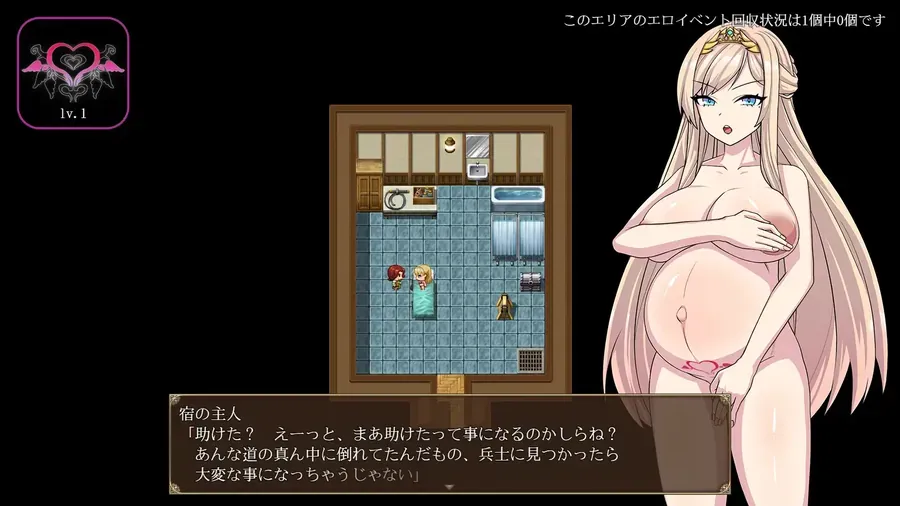 このエリアのエロイベント回収状況は1個中0個です
lv.1
宿の主人
「助けた？　えーっと、まあ助けたって事になるのかしらね？
あんな道の真ん中に倒れてたんだもの、兵士に見つかったら
大変な事になっちゃうじゃない」